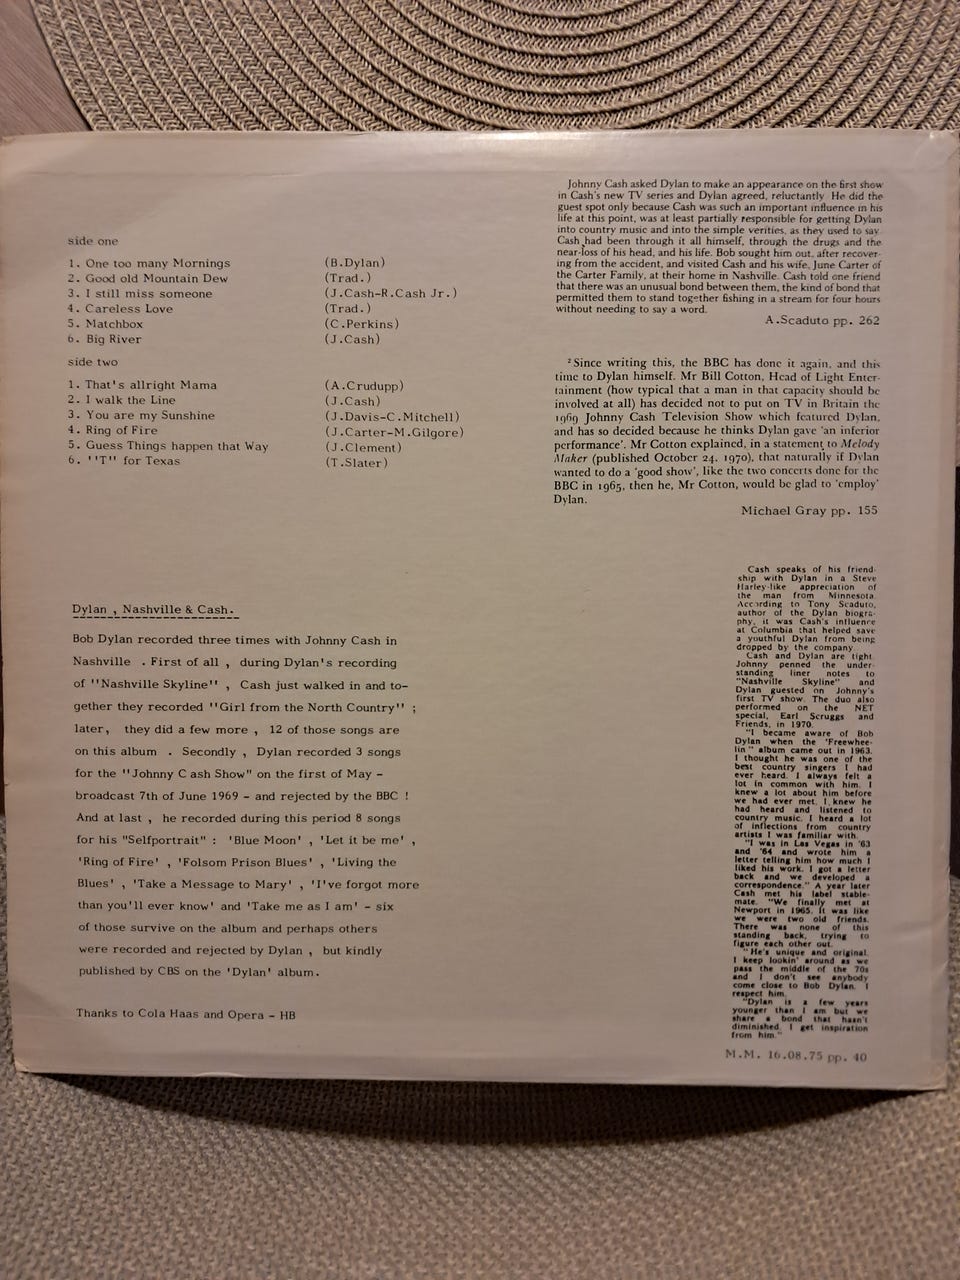 side one
1. One too many Mornings (B.Dylan)
2. Good old Mountain Dew (Trad.)
3. I still miss someone (J.Cash-R.Cash Jr.)
4. Careless Love (Trad.)
5. Matchbox (C.Perkins)
6. Big River (J.Cash)
side two
1. That's allright Mama (A.Crudupp)
2. I walk the Line (J.Cash)
3. You are my Sunshine (J.Davis-C.Mitchell)
4. Ring of Fire (J.Carter-M.Gilgore)
5. Guess Things happen that Way (J.Clement)
6. ''T'' for Texas (T.Slater)
Dylan , Nashville & Cash.
Bob Dylan recorded three times with Johnny Cash in
Nashville . First of all , during Dylan's recording
of ''Nashville Skyline'' , Cash just walked in and to-
gether they recorded ''Girl from the North Country'' ;
later, they did a few more , 12 of those songs are
on this album . Secondly , Dylan recorded 3 songs
for the ''Johnny C ash Show" on the first of May -
broadcast 7th of June 1969 - and rejected by the BBC !
And at last , he recorded during this period 8 songs
for his "Selfportrait" : 'Blue Moon' , 'Let it be me' ,
'Ring of Fire' , 'Folsom Prison Blues' , 'Living the
Blues' , 'Take a Message to Mary' , 'I've forgot more
than you'll ever know' and 'Take me as I am' - six
of those survive on the album and perhaps others
were recorded and rejected by Dylan , but kindly
published by CBS on the 'Dylan' album.
Thanks to Cola Haas and Opera - HB
Johnny Cash asked Dylan to make an appearance on the first show
in Cash's new TV series and Dylan agreed, reluctantly. He did the
guest spot only because Cash was such an important influence in his
life at this point, was at least partially responsible for getting Dylan
into country music and into the simple verities, as they used to say.
Cash had been through it all himself, through the drugs and the
near-loss of his head, and his life. Bob sought him out, after recover-
ing from the accident, and visited Cash and his wife, June Carter of
the Carter Family, at their home in Nashville. Cash told one friend
that there was an unusual bond between them, the kind of bond that
permitted them to stand together fishing in a stream for four hours
without needing to say a word.
A.Scaduto pp. 262
² Since writing this, the BBC has done it again, and this
time to Dylan himself. Mr Bill Cotton, Head of Light Enter-
tainment (how typical that a man in that capacity should be
involved at all) has decided not to put on TV in Britain the
1969 Johnny Cash Television Show which featured Dylan,
and has so decided because he thinks Dylan gave 'an inferior
performance'. Mr Cotton explained, in a statement to Melody
Maker (published October 24, 1970), that naturally if Dylan
wanted to do a 'good show', like the two concerts done for the
BBC in 1965, then he, Mr Cotton, would be glad to 'employ'
Dylan.
Michael Gray pp. 155
Cash speaks of his friend-
ship with Dylan in a Steve
Harley-like appreciation of
the man from Minnesota.
According to Tony Scaduto,
author of the Dylan biogra-
phy, it was Cash's influence
at Columbia that helped save
a youthful Dylan from being
dropped by the company.
Cash and Dylan are tight.
Johnny penned the under-
standing liner notes to
"Nashville Skyline" and
Dylan guested on Johnny's
first TV show. The duo also
performed on the NET
special, Earl Scruggs and
Friends, in 1970.
"I became aware of Bob
Dylan when the 'Freewhee-
lin'' album came out in 1963.
I thought he was one of the
best country singers I had
ever heard. I always felt a
lot in common with him. I
knew a lot about him before
we had ever met. I knew he
had heard and listened to
country music. I heard a lot
of inflections from country
artists I was familiar with.
"I was in Las Vegas in '63
and '64 and wrote him a
letter telling him how much I
liked his work. I got a letter
back and we developed a
correspondence." A year later
Cash met his label stable-
mate. "We finally met at
Newport in 1965. It was like
we were two old friends.
There was none of this
standing back, trying to
figure each other out.
"He's unique and original.
I keep lookin' around as we
pass the middle of the 70s
and I don't see anybody
come close to Bob Dylan. I
respect him.
"Dylan is a few years
younger than I am but we
share a bond that hasn't
diminished. I get inspiration
from him."
M.M. 16.08.75 pp. 40